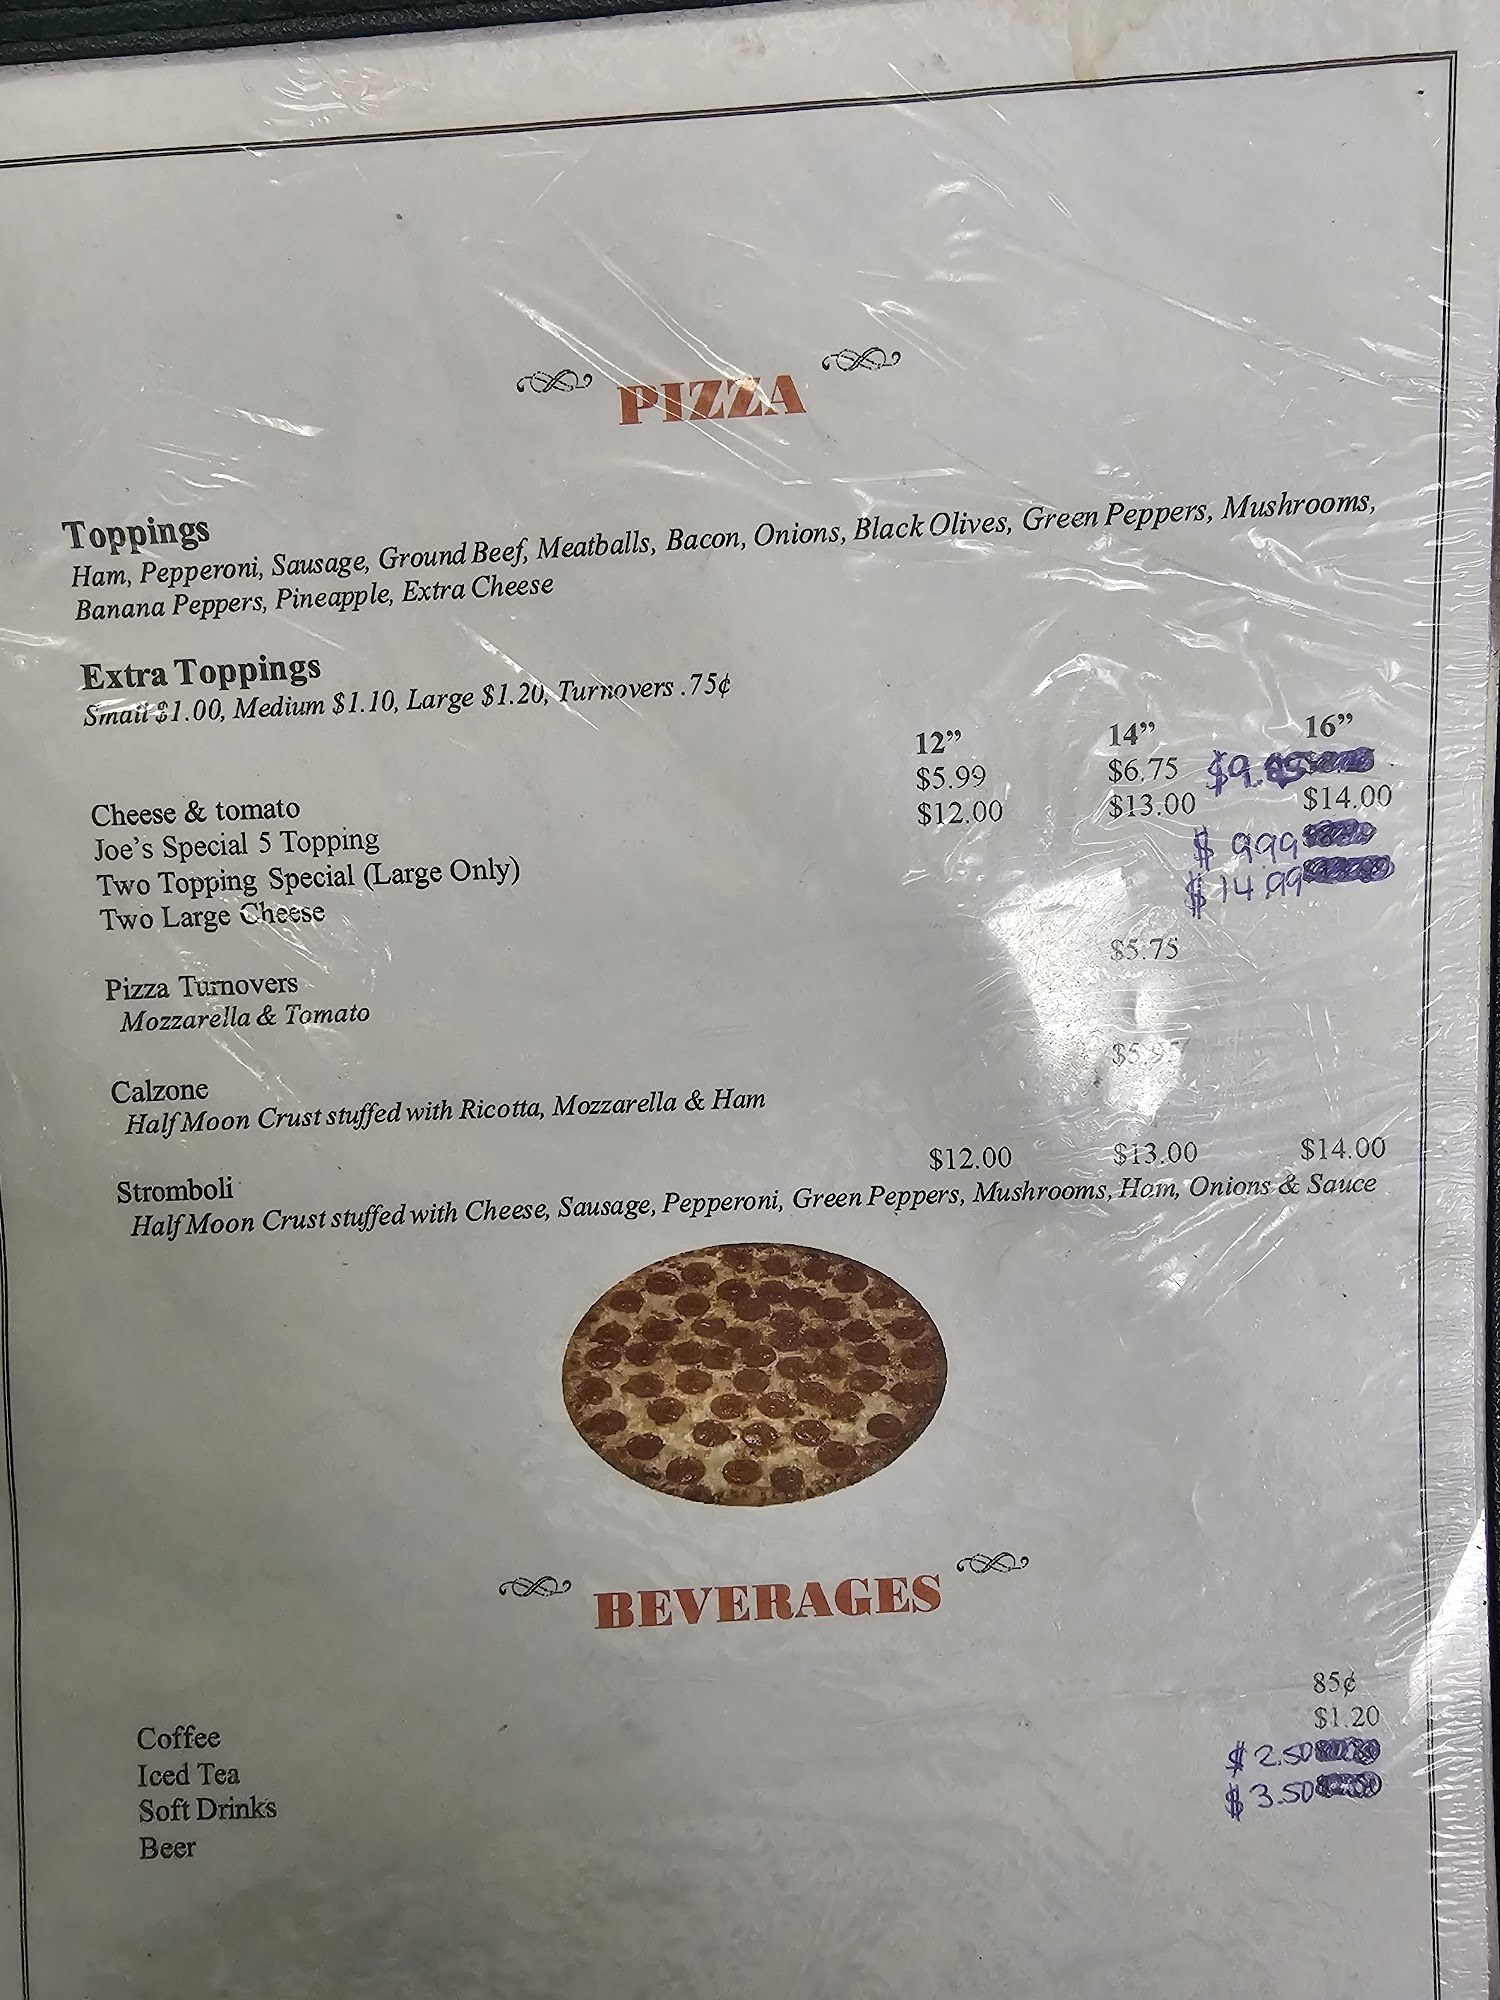 PIZZA
Toppings
Ham, Pepperoni, Sausage, Ground Beef, Meatballs, Bacon, Onions, Black Olives, Green Peppers, Mushrooms,
Banana Peppers, Pineapple, Extra Cheese
Extra Toppings
Small $1.00, Medium $1.10, Large $1.20, Turnovers .75¢
12” 14” 16”
Cheese & tomato $5.99 $6.75
Joe's Special 5 Topping $12.00 $13.00 $14.00
Two Topping Special (Large Only) $ 9.99
Two Large Cheese $ 14.99
Pizza Turnovers $5.75
Mozzarella & Tomato
Calzone $5.95
Half Moon Crust stuffed with Ricotta, Mozzarella & Ham
Stromboli $12.00 $13.00 $14.00
Half Moon Crust stuffed with Cheese, Sausage, Pepperoni, Green Peppers, Mushrooms, Ham, Onions & Sauce
BEVERAGES
Coffee 85¢
Iced Tea $1.20
Soft Drinks $ 2.50
Beer $ 3.50